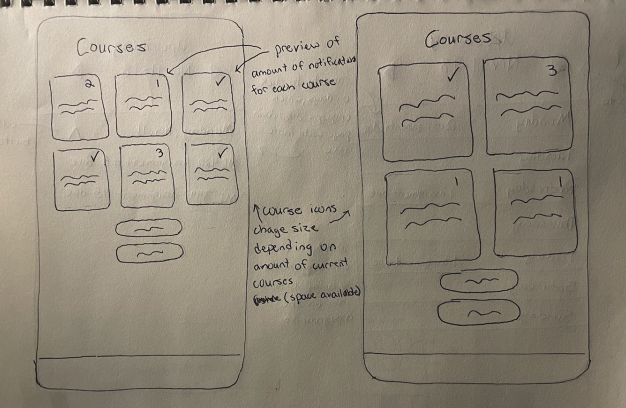 Courses
2
1
✓
✓
3
✓
preview of
amount of notifications
for each course
course icons
chage size
depending on
amount of current
courses
(space available)
Courses
✓
3
1
1